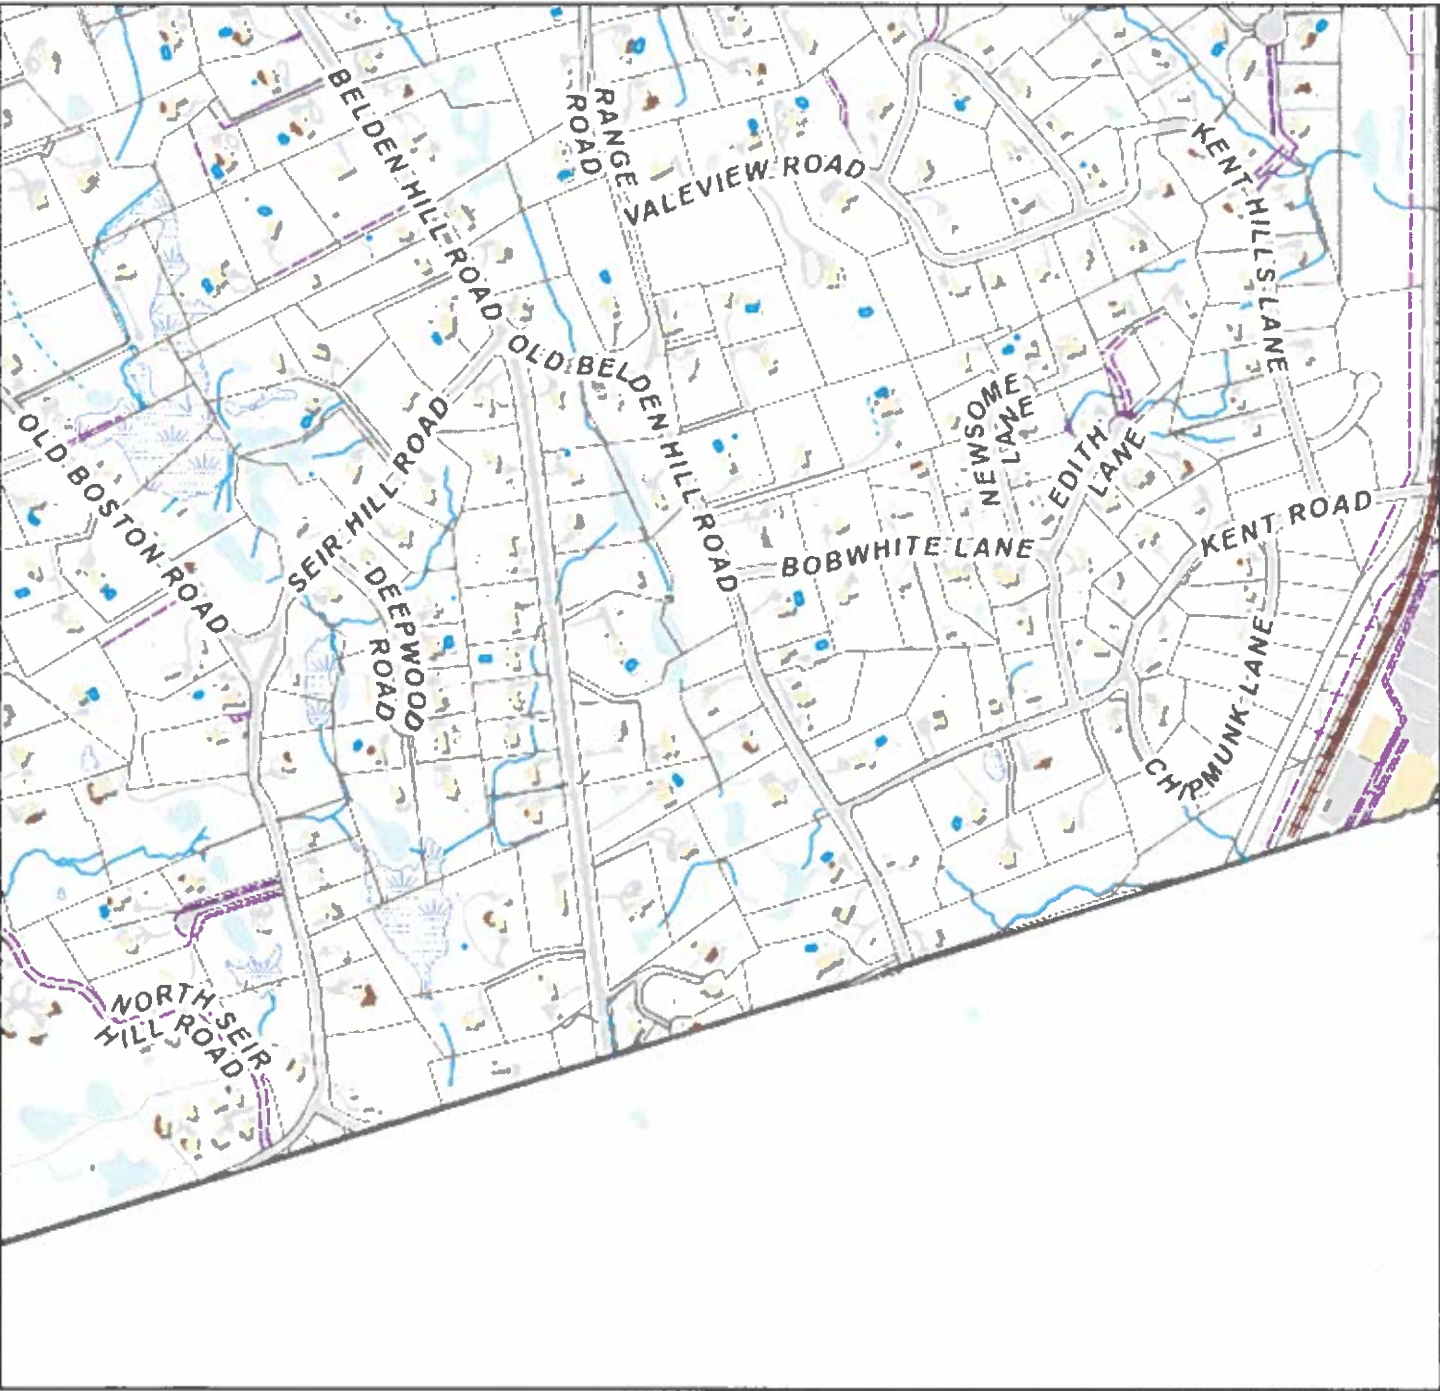 BELDEN HILL ROAD
RANGE
ROAD
VALEVIEW ROAD
KENT HILLS LANE
OLD BELDEN HILL ROAD
NEWSOME
LANE
EDITH
LANE
OLD BOSTON ROAD
SEIR HILL ROAD
KENT ROAD
BOBWHITE LANE
DEEPWOOD
ROAD
CHIPMUNK LANE
NORTH SEIR
HILL ROAD